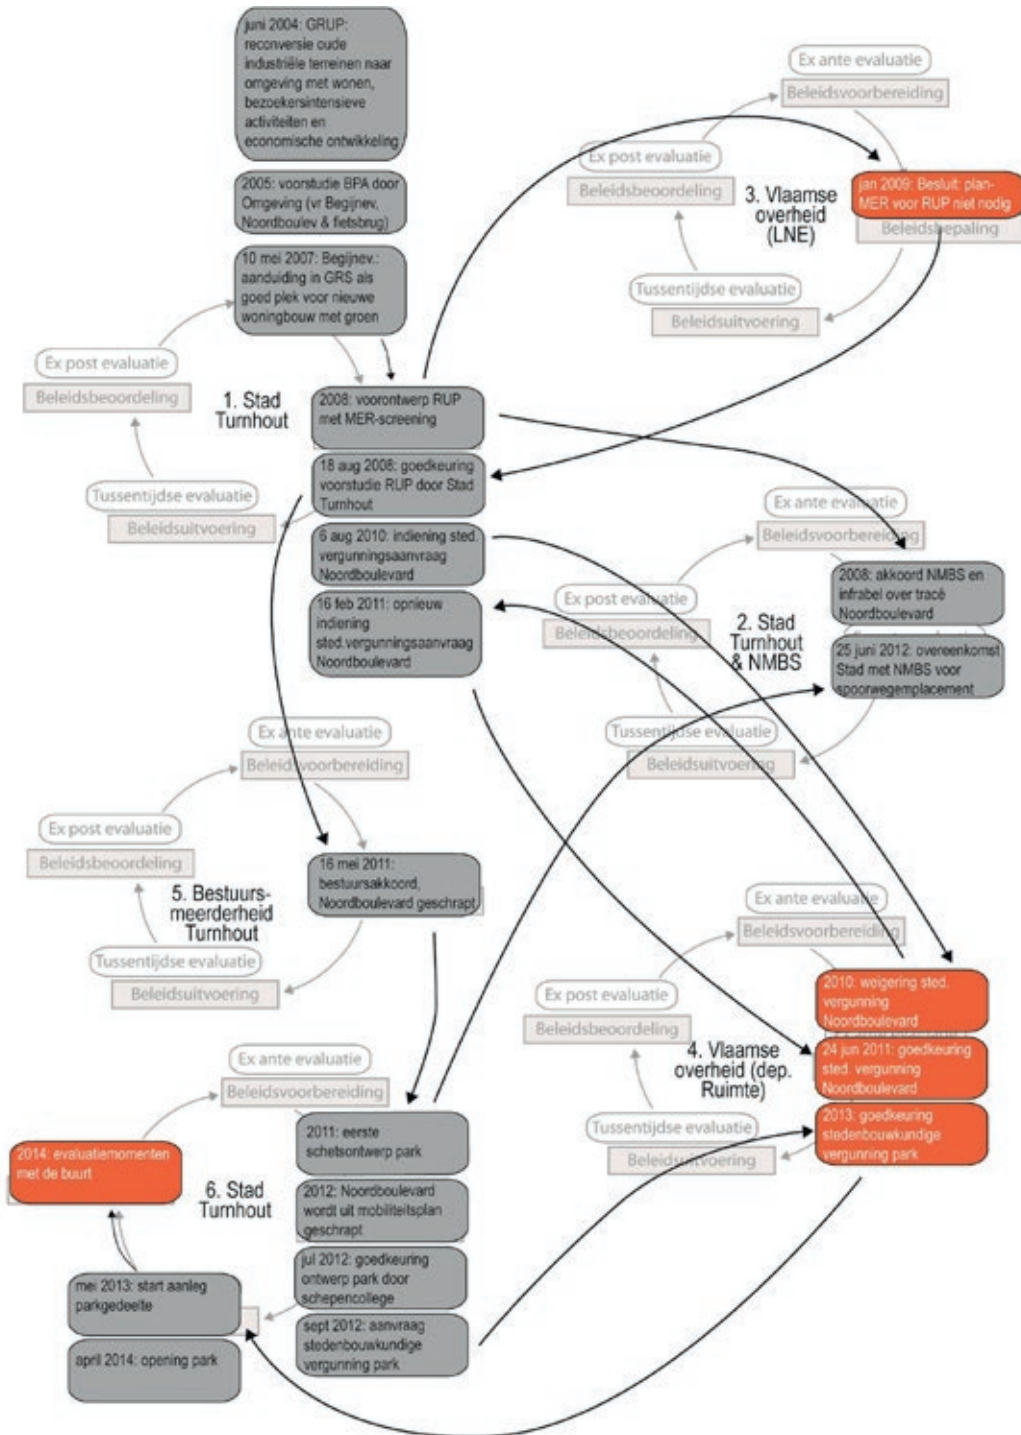 juni 2004: GRUP:
reconversie oude
industriële terreinen naar
omgeving met wonen,
bezoekersintensieve
activiteiten en
economische ontwikkeling
2005: voorstudie BPA door
Omgeving (vr Begijnev,
Noordboulev & fietsbrug)
10 mei 2007: Begijnev.:
aanduiding in GRS als
goed plek voor nieuwe
woningbouw met groen
Ex ante evaluatie
Beleidsvoorbereiding
Ex post evaluatie
Beleidsbeoordeling
3. Vlaamse
overheid
(LNE)
jan 2009: Besluit: plan-
MER voor RUP niet nodig
Beleidsbepaling
Tussentijdse evaluatie
Beleidsuitvoering
Ex post evaluatie
Beleidsbeoordeling
1. Stad
Turnhout
2008: voorontwerp RUP
met MER-screening
18 aug 2008: goedkeuring
voorstudie RUP door Stad
Turnhout
Tussentijdse evaluatie
Beleidsuitvoering
6 aug 2010: indiening sted.
vergunningsaanvraag
Noordboulevard
16 feb 2011: opnieuw
indiening
sted.vergunningsaanvraag
Noordboulevard
Ex ante evaluatie
Beleidsvoorbereiding
Ex post evaluatie
Beleidsbeoordeling
2. Stad
Turnhout
& NMBS
2008: akkoord NMBS en
infrabel over tracé
Noordboulevard
25 juni 2012: overeenkomst
Stad met NMBS voor
spoorwegemplacement
Tussentijdse evaluatie
Beleidsuitvoering
Ex ante evaluatie
Beleidsvoorbereiding
Ex post evaluatie
Beleidsbeoordeling
5. Bestuurs-
meerderheid
Turnhout
16 mei 2011:
bestuursakkoord,
Noordboulevard geschrapt
Tussentijdse evaluatie
Beleidsuitvoering
Ex ante evaluatie
Beleidsvoorbereiding
Ex post evaluatie
Beleidsbeoordeling
4. Vlaamse
overheid (dep.
Ruimte)
2010: weigering sted.
vergunning
Noordboulevard
24 jun 2011: goedkeuring
sted. vergunning
Noordboulevard
2013: goedkeuring
stedenbouwkundige
vergunning park
Tussentijdse evaluatie
Beleidsuitvoering
Ex ante evaluatie
Beleidsvoorbereiding
2014: evaluatiemomenten
met de buurt
6. Stad
Turnhout
2011: eerste
schetsontwerp park
2012: Noordboulevard
wordt uit mobiliteitsplan
geschrapt
jul 2012: goedkeuring
ontwerp park door
schepencollege
sept 2012: aanvraag
stedenbouwkundige
vergunning park
mei 2013: start aanleg
parkgedeelte
april 2014: opening park